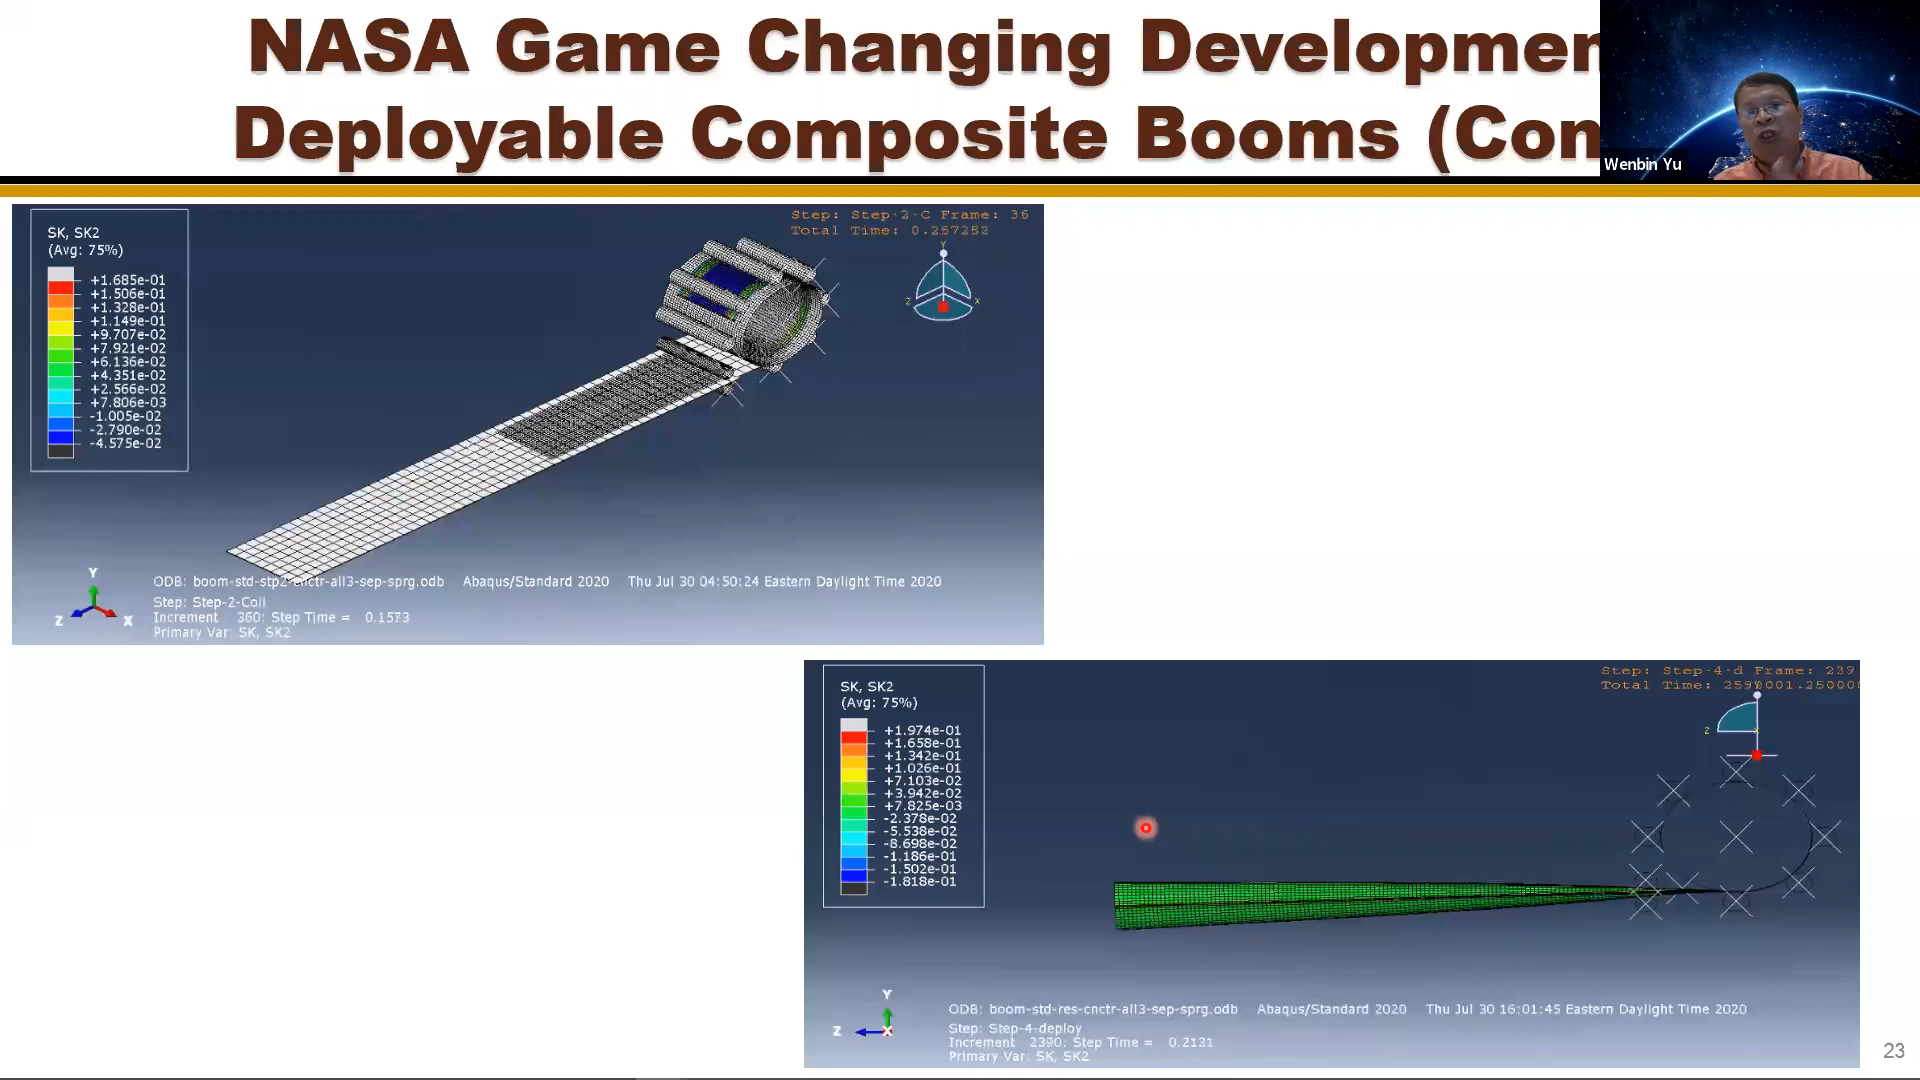 NASA Game Changing Developmen
Deployable Composite Booms (Con
Wenbin Yu
Step: Step-2-C Frame: 36
Total Time: 0.257252
SK, SK2
(Avg: 75%)
+1.685e-01
+1.506e-01
+1.328e-01
+1.149e-01
+9.707e-02
+7.921e-02
+6.136e-02
+4.351e-02
+2.566e-02
+7.806e-03
-1.005e-02
-2.790e-02
-4.575e-02
Y
Z X
Y
Z X
ODB: boom-std-stp2-cnctr-all3-sep-sprg.odb Abaqus/Standard 2020 Thu Jul 30 04:50:24 Eastern Daylight Time 2020
Step: Step-2-Coil
Increment 360: Step Time = 0.1573
Primary Var: SK, SK2
Step: Step-4-d Frame: 239
Total Time: 2592001.250000
SK, SK2
(Avg: 75%)
+1.974e-01
+1.658e-01
+1.342e-01
+1.026e-01
+7.103e-02
+3.942e-02
+7.825e-03
-2.378e-02
-5.538e-02
-8.698e-02
-1.186e-01
-1.502e-01
-1.818e-01
Z
Y
Z X
ODB: boom-std-res-cnctr-all3-sep-sprg.odb Abaqus/Standard 2020 Thu Jul 30 16:01:45 Eastern Daylight Time 2020
Step: Step-4-deploy
Increment 2390: Step Time = 0.2131
Primary Var: SK, SK2
23